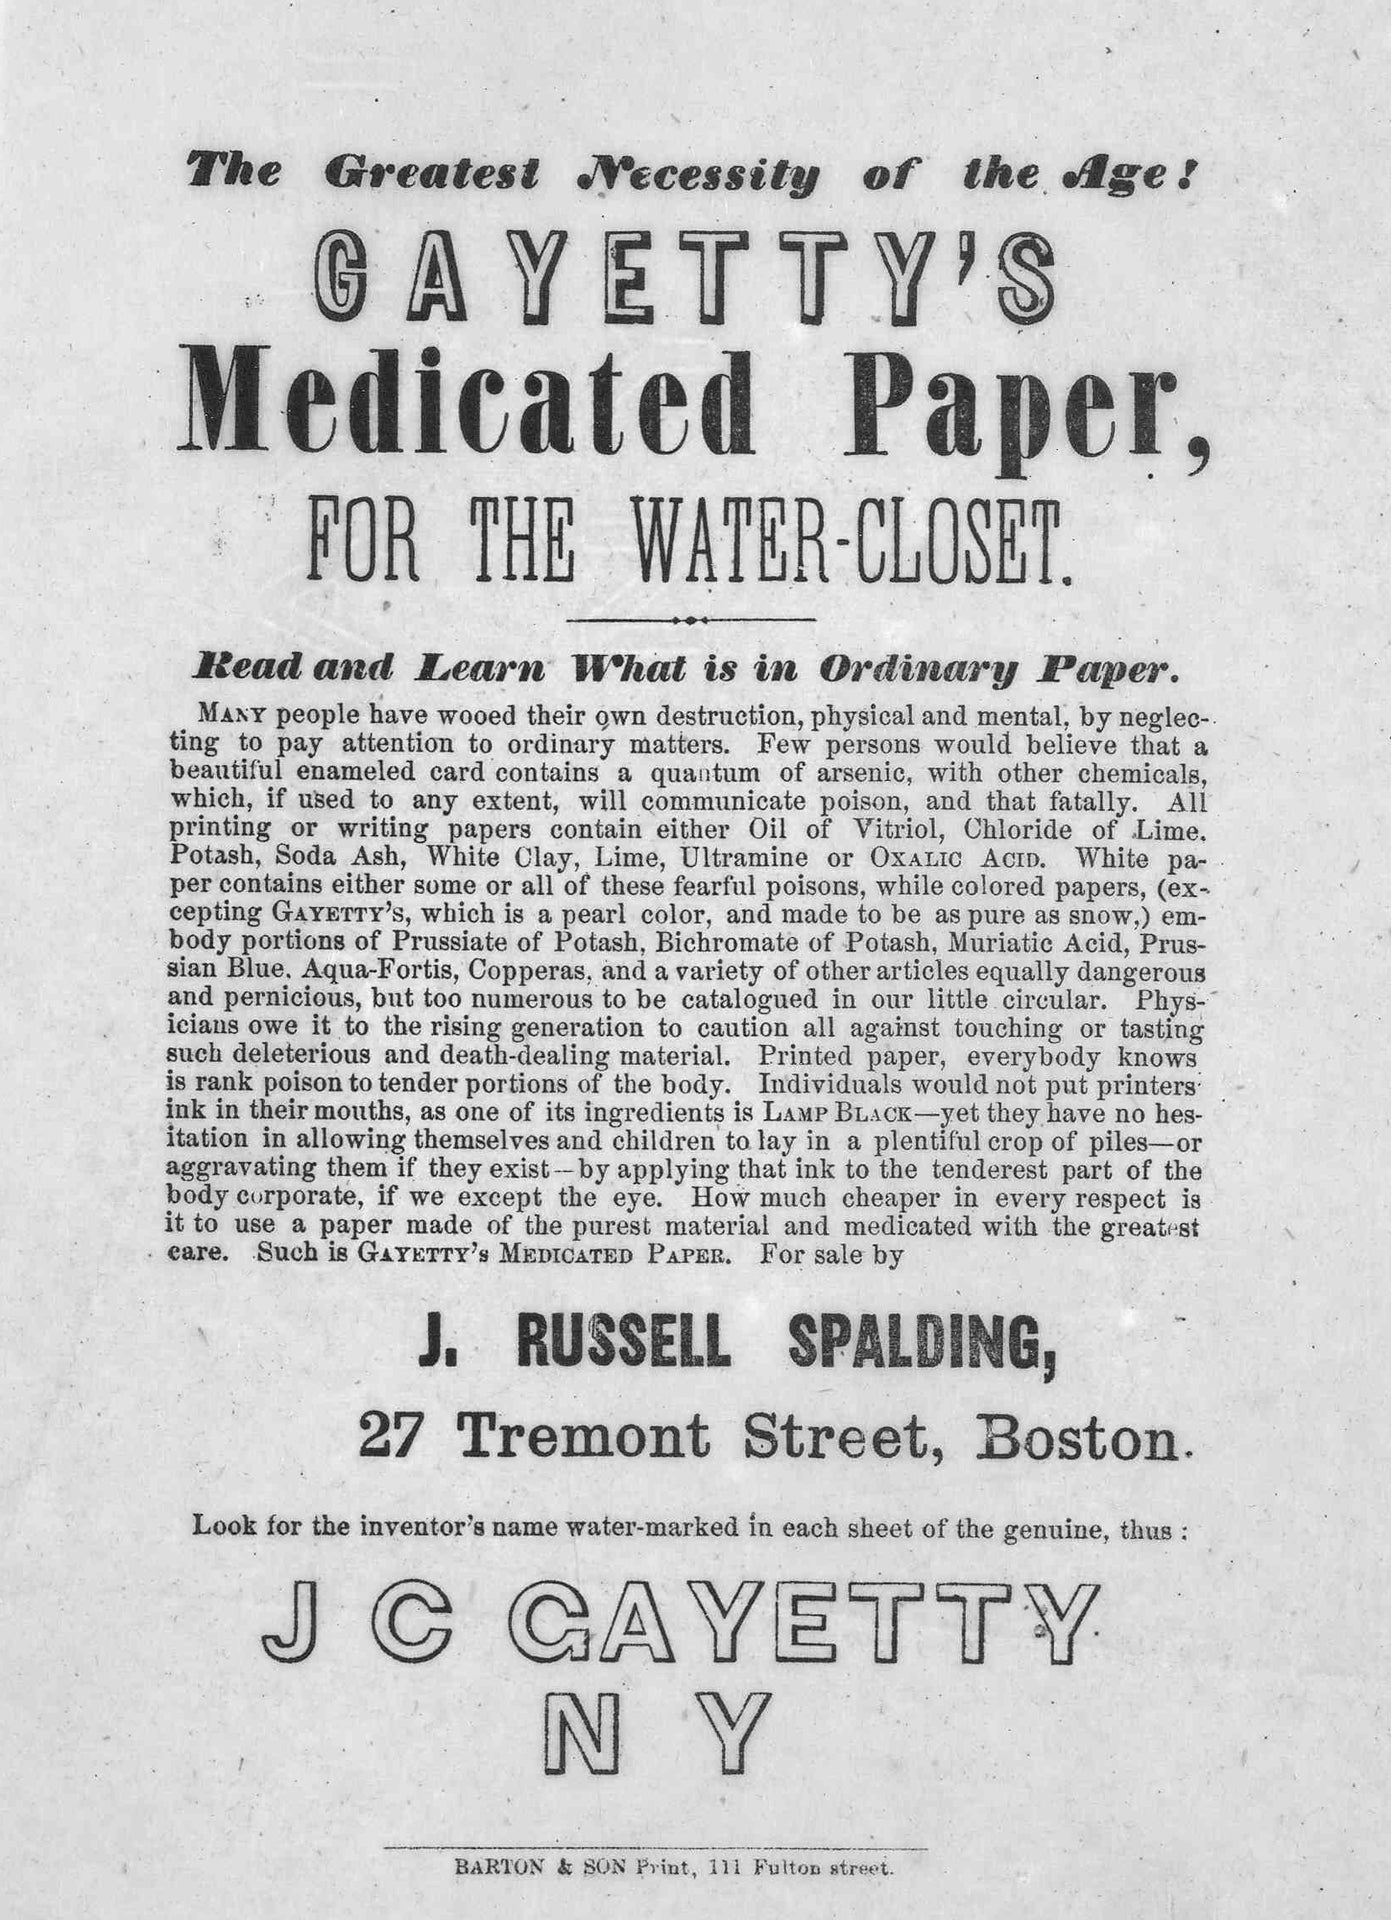 The Greatest Necessity of the Age!
GAYETTY'S
Medicated Paper,
FOR THE WATER-CLOSET.
Read and Learn What is in Ordinary Paper.
MANY people have wooed their own destruction, physical and mental, by neglec-
ting to pay attention to ordinary matters. Few persons would believe that a
beautiful enameled card contains a quantum of arsenic, with other chemicals,
which, if used to any extent, will communicate poison, and that fatally. All
printing or writing papers contain either Oil of Vitriol, Chloride of Lime.
Potash, Soda Ash, White Clay, Lime, Ultramine or OXALIC ACID. White pa-
per contains either some or all of these fearful poisons, while colored papers, (ex-
cepting GAYETTY'S, which is a pearl color, and made to be as pure as snow,) em-
body portions of Prussiate of Potash, Bichromate of Potash, Muriatic Acid, Prus-
sian Blue, Aqua-Fortis, Copperas, and a variety of other articles equally dangerous
and pernicious, but too numerous to be catalogued in our little circular. Phys-
icians owe it to the rising generation to caution all against touching or tasting
such deleterious and death-dealing material. Printed paper, everybody knows
is rank poison to tender portions of the body. Individuals would not put printers'
ink in their mouths, as one of its ingredients is LAMP BLACK—yet they have no hes-
itation in allowing themselves and children to lay in a plentiful crop of piles—or
aggravating them if they exist—by applying that ink to the tenderest part of the
body corporate, if we except the eye. How much cheaper in every respect is
it to use a paper made of the purest material and medicated with the greatest
care. Such is GAYETTY'S MEDICATED PAPER. For sale by
J. RUSSELL SPALDING,
27 Tremont Street, Boston.
Look for the inventor's name water-marked in each sheet of the genuine, thus :
J C GAYETTY
N Y
BARTON & SON Print, 111 Fulton street.